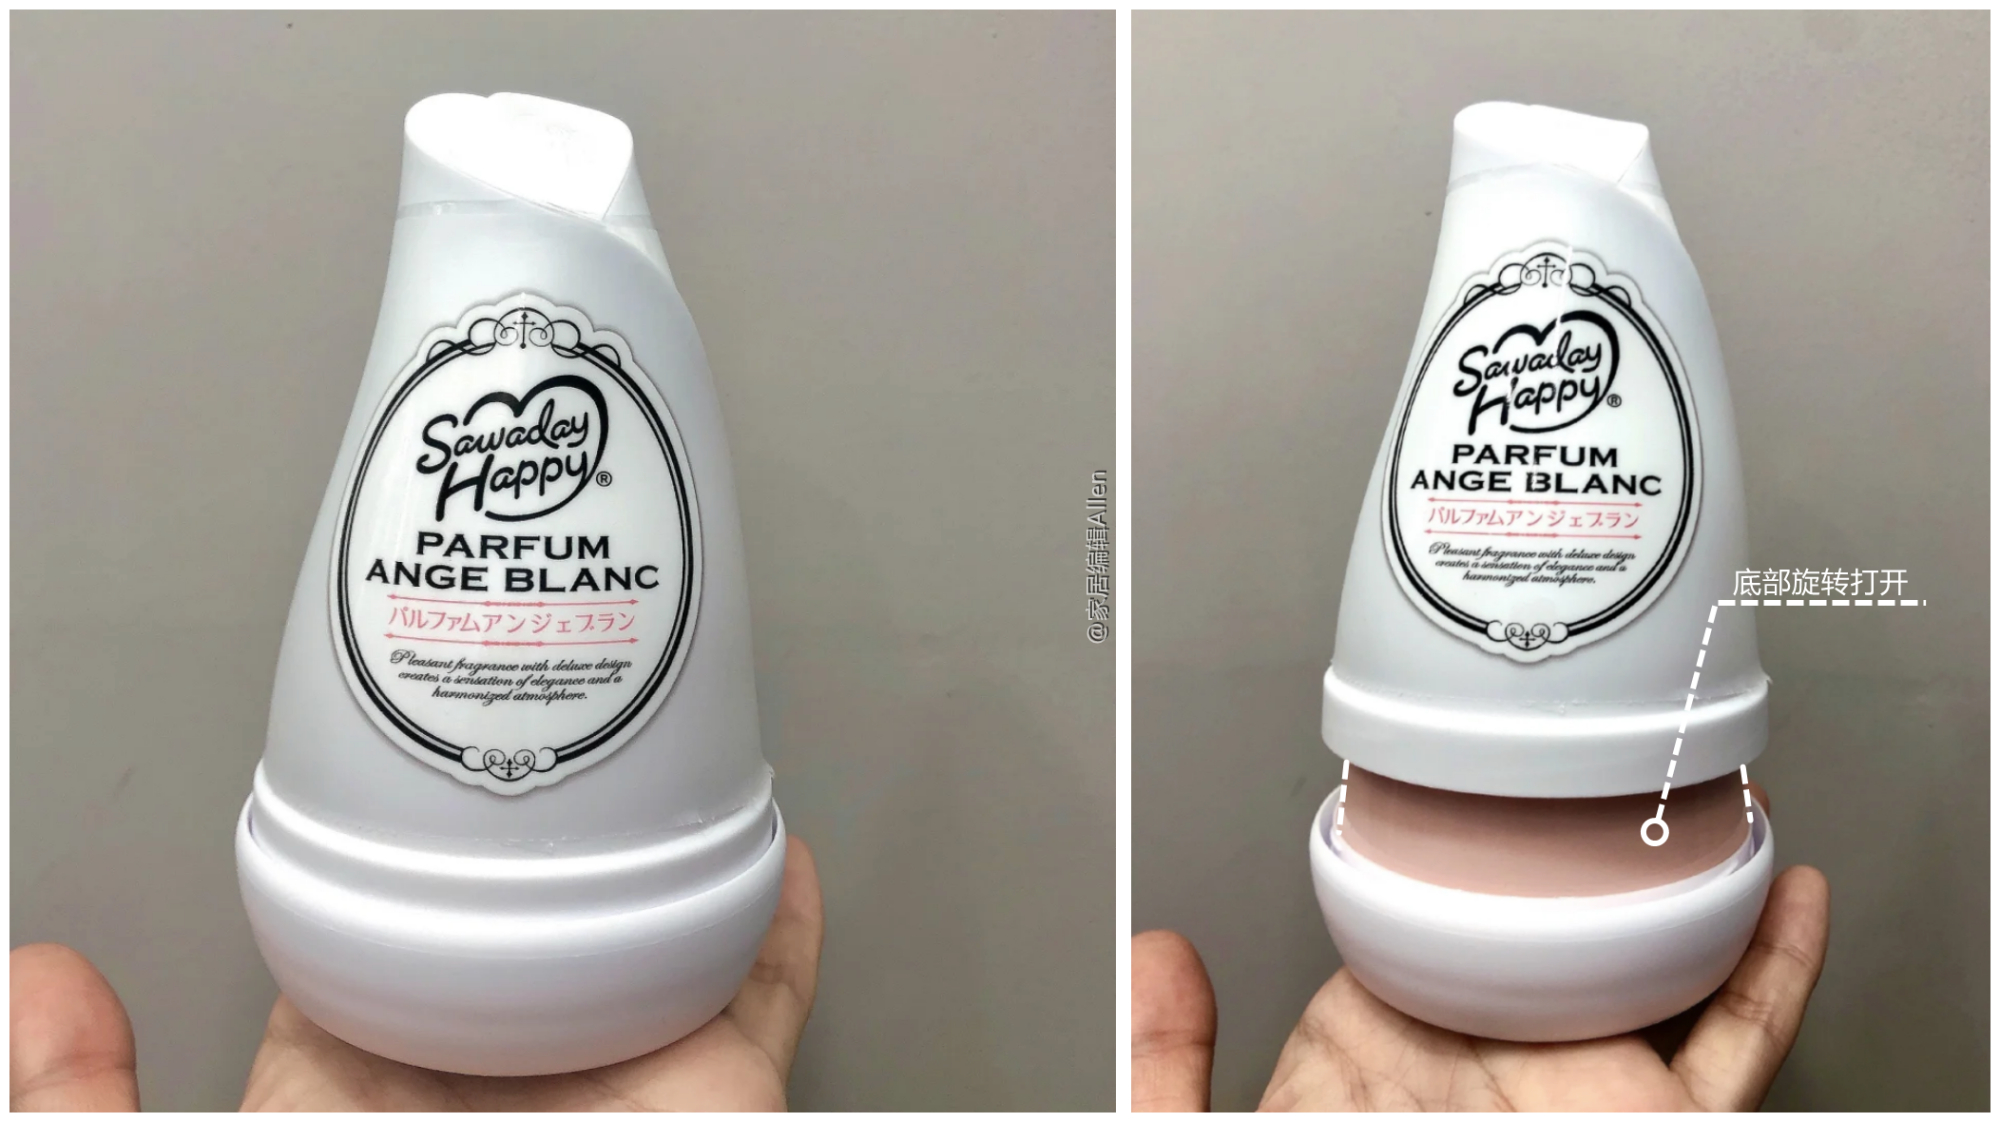 Sawaday
Happy®
PARFUM
ANGE BLANC
パルファムアンジェブラン
Pleasant fragrance with deluxe design
creates a sensation of elegance and a
harmonized atmosphere.
@家居编辑Allen
Sawaday
Happy®
PARFUM
ANGE BLANC
パルファムアンジェブラン
Pleasant fragrance with deluxe design
creates a sensation of elegance and a
harmonized atmosphere.
底部旋转打开